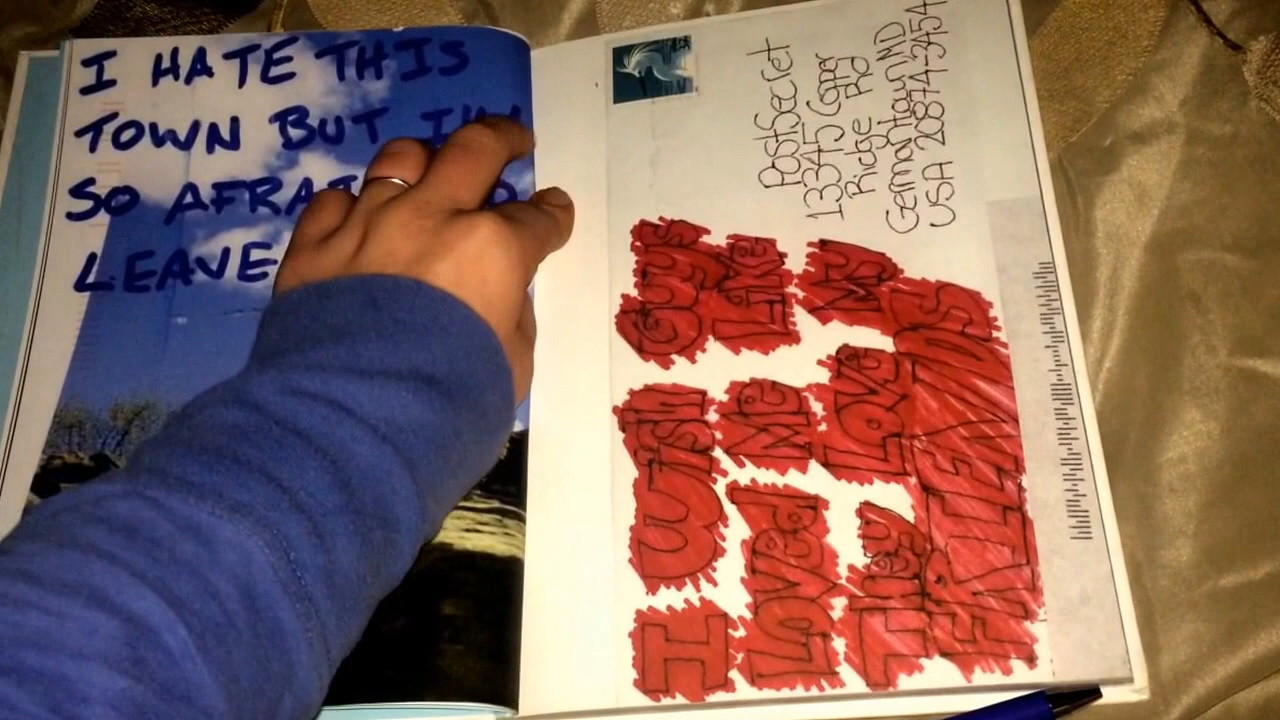 I HATE THIS
TOWN BUT I'M
SO AFRAI
LEAVE
PostSecret
13345 Copper
Ridge Rd
Germantown, MD
USA 20874-3454
I Wish Guys
Loved Me Like
They Love My
FRIENDS